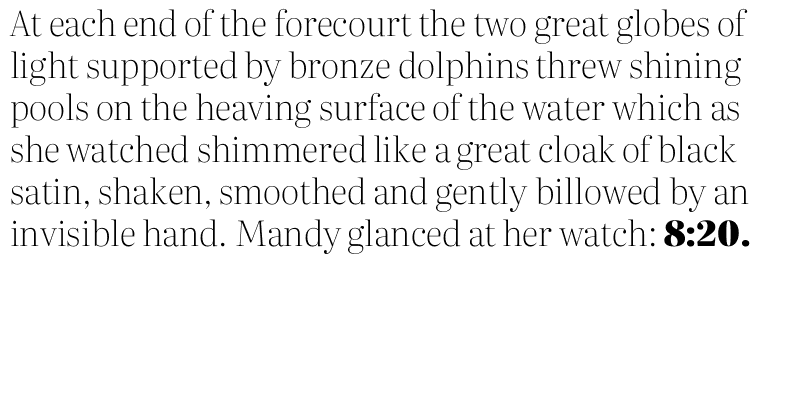 At each end of the forecourt the two great globes of
light supported by bronze dolphins threw shining
pools on the heaving surface of the water which as
she watched shimmered like a great cloak of black
satin, shaken, smoothed and gently billowed by an
invisible hand. Mandy glanced at her watch: 8:20.